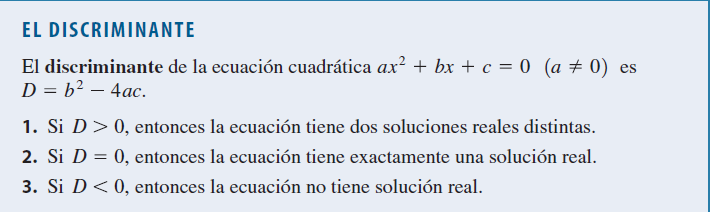 EL DISCRIMINANTE
El discriminante de la ecuación cuadrática ax² + bx + c = 0 (a ≠ 0) es
D = b² − 4ac.
1. Si D > 0, entonces la ecuación tiene dos soluciones reales distintas.
2. Si D = 0, entonces la ecuación tiene exactamente una solución real.
3. Si D < 0, entonces la ecuación no tiene solución real.